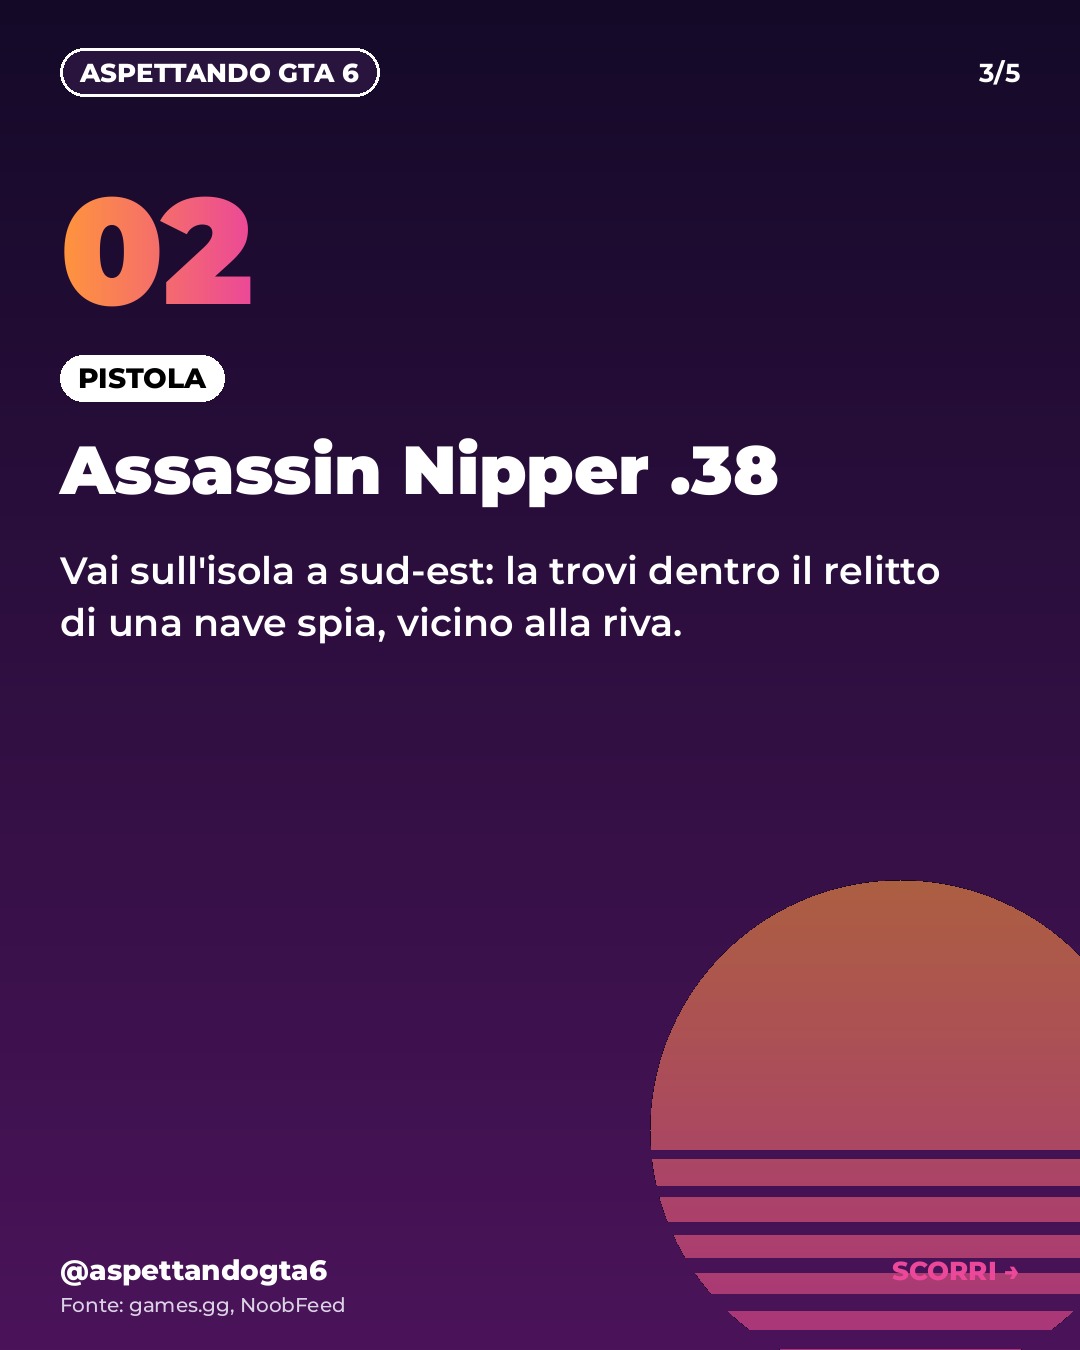 ASPETTANDO GTA 6
3/5
02
PISTOLA
Assassin Nipper .38
Vai sull'isola a sud-est: la trovi dentro il relitto
di una nave spia, vicino alla riva.
@aspettandogta6
SCORRI →
Fonte: games.gg, NoobFeed